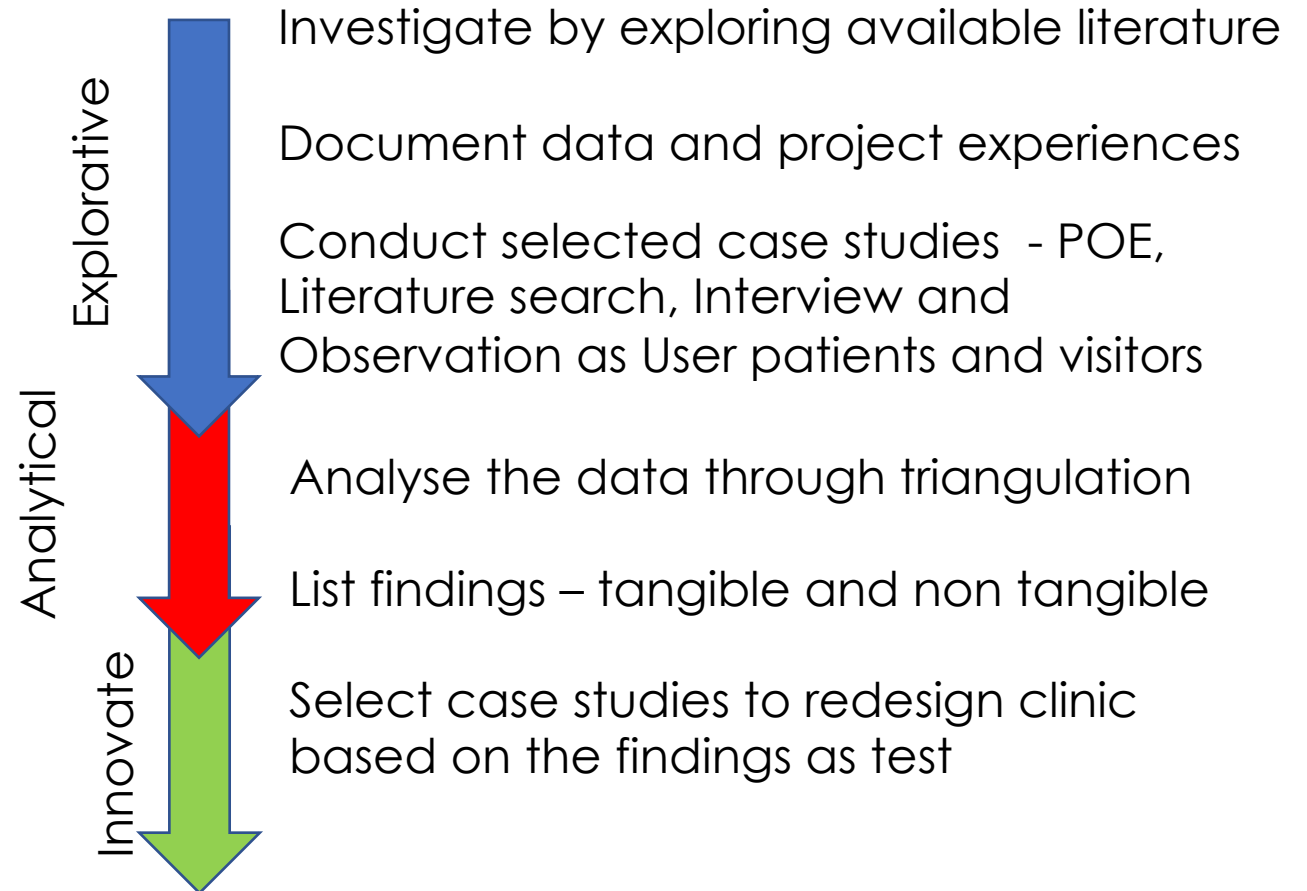 Explorative
Investigate by exploring available literature
Document data and project experiences
Conduct selected case studies - POE,
Literature search, Interview and
Observation as User patients and visitors
Analytical
Analyse the data through triangulation
List findings – tangible and non tangible
Innovate
Select case studies to redesign clinic
based on the findings as test